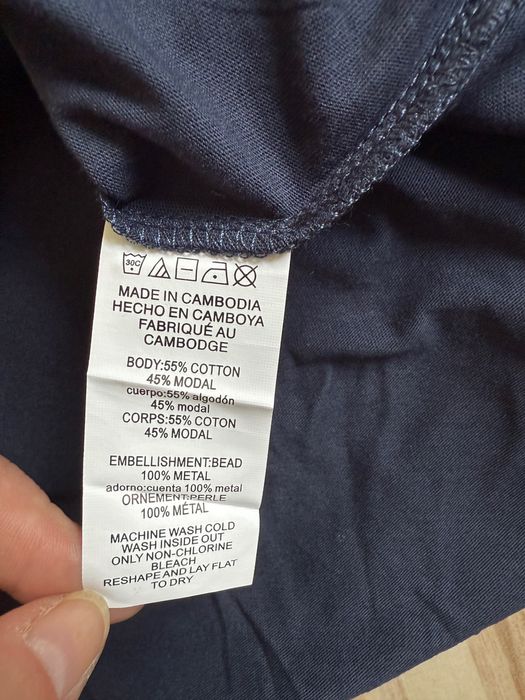 30C
MADE IN CAMBODIA
HECHO EN CAMBOYA
FABRIQUÉ AU
CAMBODGE
BODY:55% COTTON
45% MODAL
cuerpo:55% algodón
45% modal
CORPS:55% COTON
45% MODAL
EMBELLISHMENT:BEAD
100% METAL
adorno:cuenta 100% metal
ORNEMENT:PERLE
100% MÉTAL
MACHINE WASH COLD
WASH INSIDE OUT
ONLY NON-CHLORINE
BLEACH
RESHAPE AND LAY FLAT
TO DRY